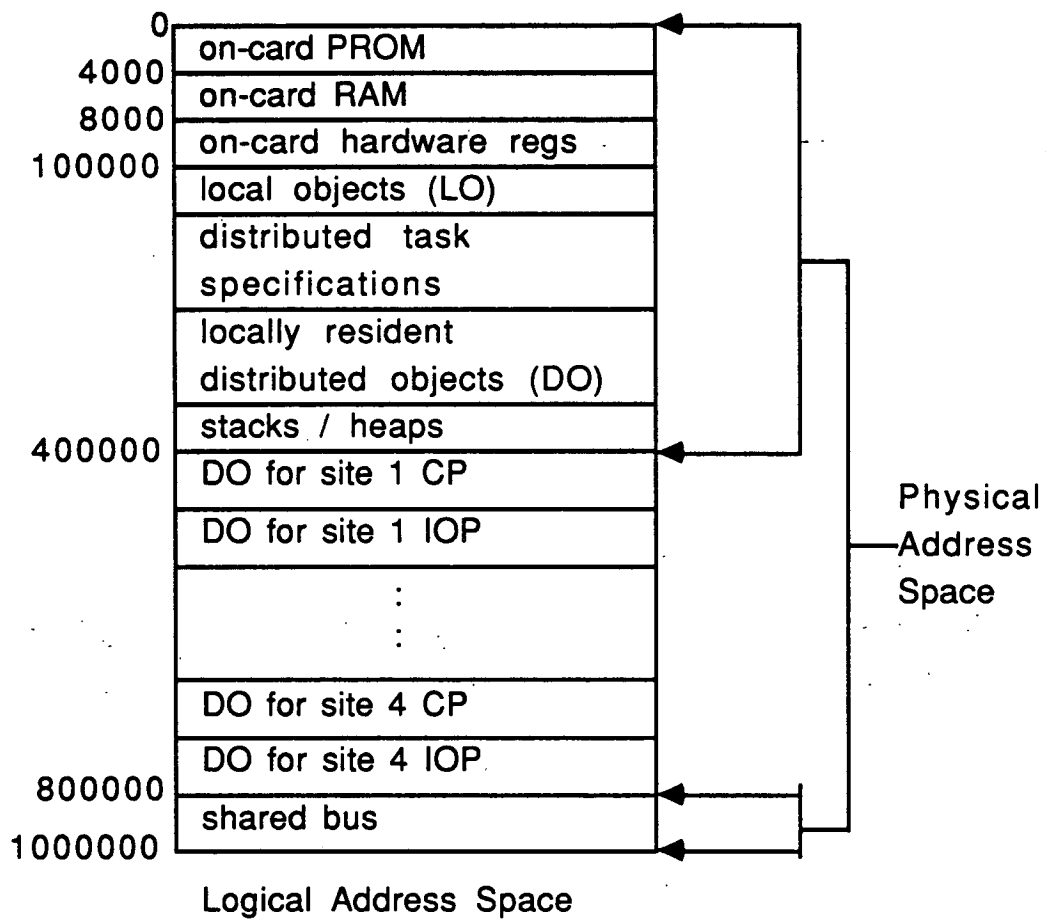 0
on-card PROM
4000
on-card RAM
8000
on-card hardware regs
100000
local objects (LO)
distributed task
specifications
locally resident
distributed objects (DO)
stacks / heaps
400000
DO for site 1 CP
DO for site 1 IOP
:
:
DO for site 4 CP
DO for site 4 IOP
800000
shared bus
1000000
Logical Address Space
Physical
Address
Space